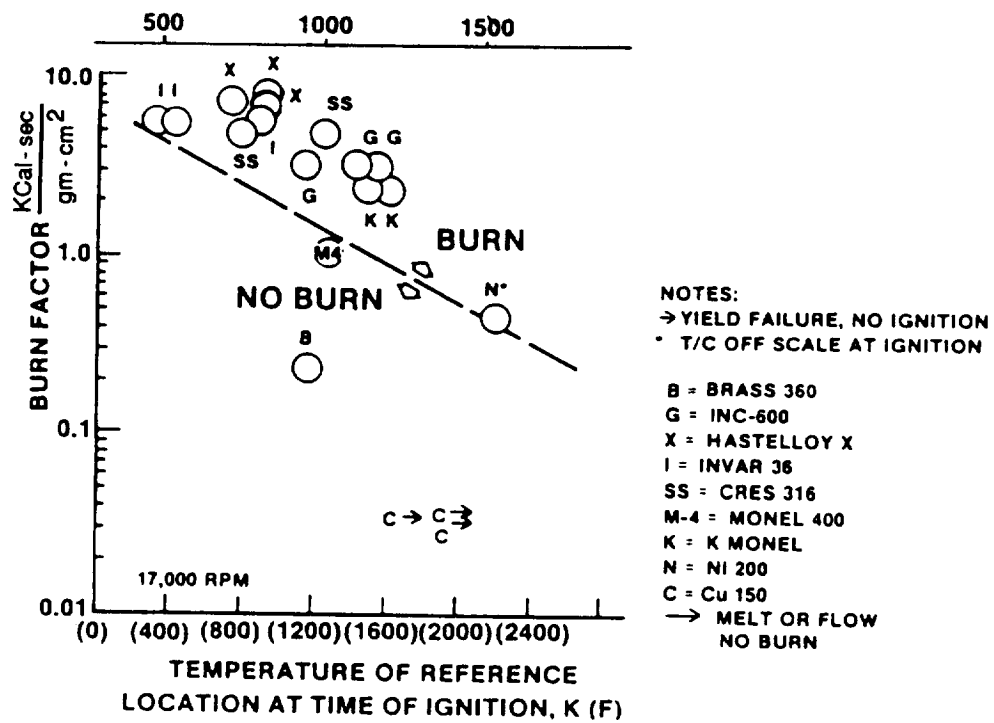 500 1000 1500
10.0
1.0
0.1
0.01
BURN FACTOR KCal-sec
gm-cm²
X X
X
I I
SS
SS I
G G
G
K K
M4
BURN
NO BURN
N*
B
C → C →
C →
17,000 RPM
(0) (400) (800) (1200) (1600) (2000) (2400)
TEMPERATURE OF REFERENCE
LOCATION AT TIME OF IGNITION, K (F)
NOTES:
→ YIELD FAILURE, NO IGNITION
* T/C OFF SCALE AT IGNITION
B = BRASS 360
G = INC-600
X = HASTELLOY X
I = INVAR 36
SS = CRES 316
M-4 = MONEL 400
K = K MONEL
N = NI 200
C = Cu 150
→ MELT OR FLOW
NO BURN